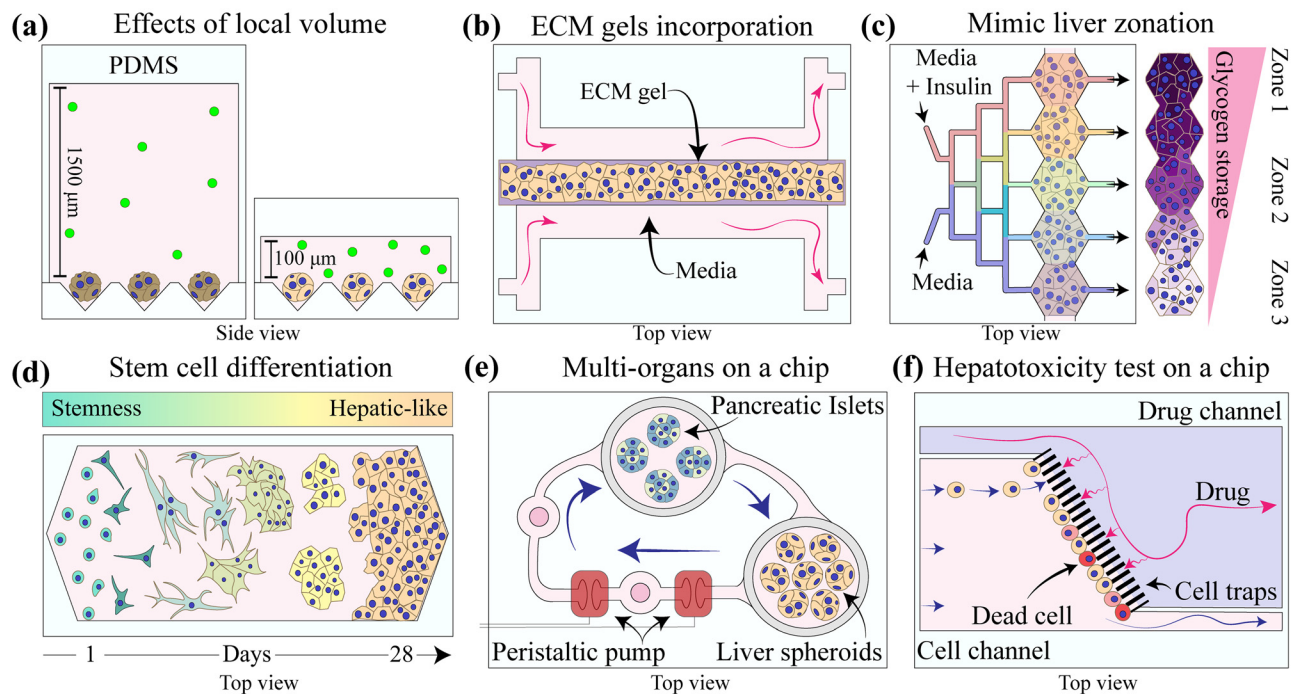 (a) Effects of local volume
PDMS
1500 μm
100 μm
Side view
(b) ECM gels incorporation
ECM gel
Media
Top view
(c) Mimic liver zonation
Media
+ Insulin
Media
Top view
Glycogen storage
Zone 1
Zone 2
Zone 3
(d) Stem cell differentiation
Stemness
Hepatic-like
1 Days 28
Top view
(e) Multi-organs on a chip
Pancreatic Islets
Peristaltic pump
Liver spheroids
Top view
(f) Hepatotoxicity test on a chip
Drug channel
Drug
Cell traps
Dead cell
Cell channel
Top view